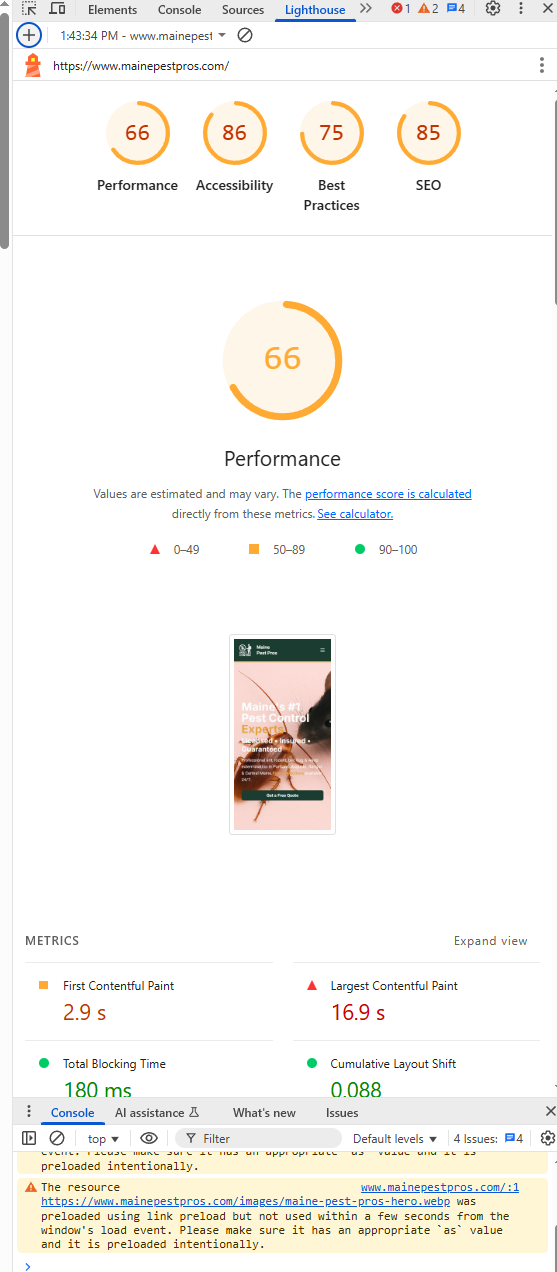 Elements Console Sources Lighthouse 1 2 4
1:43:34 PM - www.mainepest
https://www.mainepestpros.com/
66 86 75 85
Performance Accessibility Best Practices SEO
66
Performance
Values are estimated and may vary. The performance score is calculated
directly from these metrics. See calculator.
0–49 50–89 90–100
Maine
Pest Pros
Maine's #1
Pest Control
Experts
Licensed • Insured •
Guaranteed
24/7.
Get a Free Quote
METRICS Expand view
First Contentful Paint Largest Contentful Paint
2.9 s 16.9 s
Total Blocking Time Cumulative Layout Shift
180 ms 0.088
Console AI assistance What's new Issues
top Filter Default levels 4 Issues: 4
event. Please make sure it has an appropriate `as` value and it is
preloaded intentionally.
The resource www.mainepestpros.com/:1
https://www.mainepestpros.com/images/maine-pest-pros-hero.webp was
preloaded using link preload but not used within a few seconds from the
window's load event. Please make sure it has an appropriate `as` value
and it is preloaded intentionally.